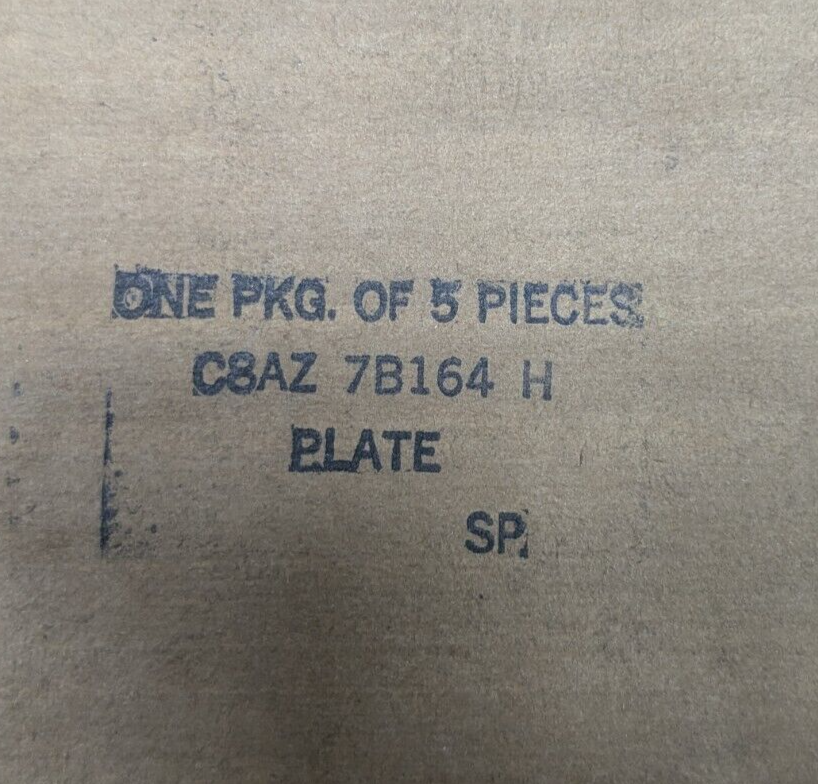 ONE PKG. OF 5 PIECES
C8AZ 7B164 H
PLATE
SP